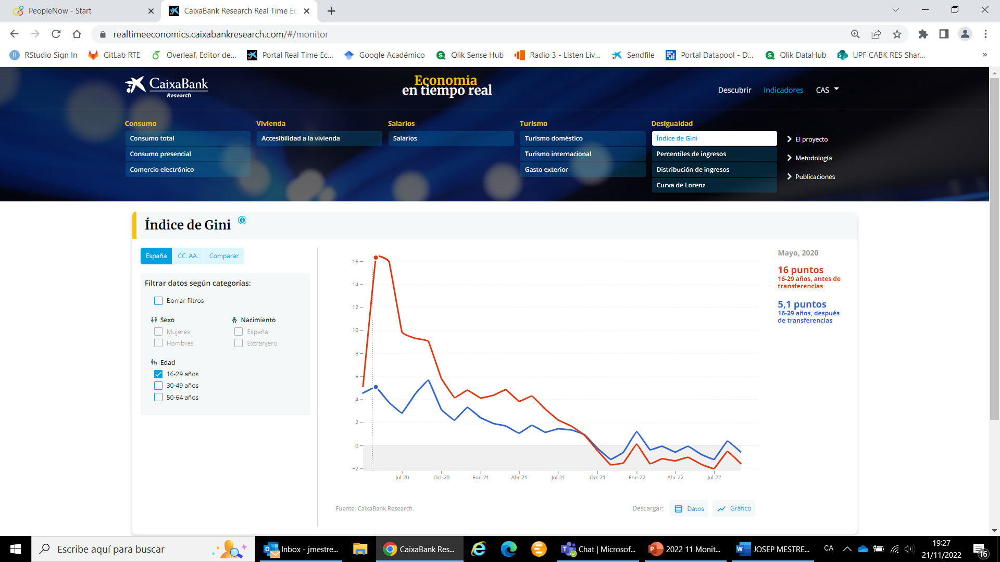 PeopleNow - Start
CaixaBank Research Real Time Ec
realtimeeconomics.caixabankresearch.com/#/monitor
RStudio Sign In
GitLab RTE
Overleaf, Editor de...
Portal Real Time Ec...
Google Académico
Qlik Sense Hub
Radio 3 - Listen Liv...
Sendfile
Portal Datapool - D...
Qlik DataHub
UPF CABK RES Shar...
»
CaixaBank
Research
Economía
en tiempo real
Descubrir
Indicadores
CAS
Consumo
Consumo total
Consumo presencial
Comercio electrónico
Vivienda
Accesibilidad a la vivienda
Salarios
Salarios
Turismo
Turismo doméstico
Turismo internacional
Gasto exterior
Desigualdad
Índice de Gini
Percentiles de ingresos
Distribución de ingresos
Curva de Lorenz
El proyecto
Metodología
Publicaciones
Índice de Gini
España
CC. AA.
Comparar
Filtrar datos según categorías:
Borrar filtros
Sexo
Mujeres
Hombres
Nacimiento
España
Extranjero
Edad
16-29 años
30-49 años
50-64 años
16
14
12
10
8
6
4
2
0
−2
Jul-20
Oct-20
Ene-21
Abr-21
Jul-21
Oct-21
Ene-22
Abr-22
Jul-22
Mayo, 2020
16 puntos
16-29 años, antes de
transferencias
5,1 puntos
16-29 años, después
de transferencias
Fuente: CaixaBank Research.
Descargar:
Datos
Gráfico
Escribe aquí para buscar
Inbox - jmestre...
CaixaBank Res...
Chat | Microsof...
2022 11 Monit...
JOSEP MESTRE...
CA
19:27
21/11/2022
16